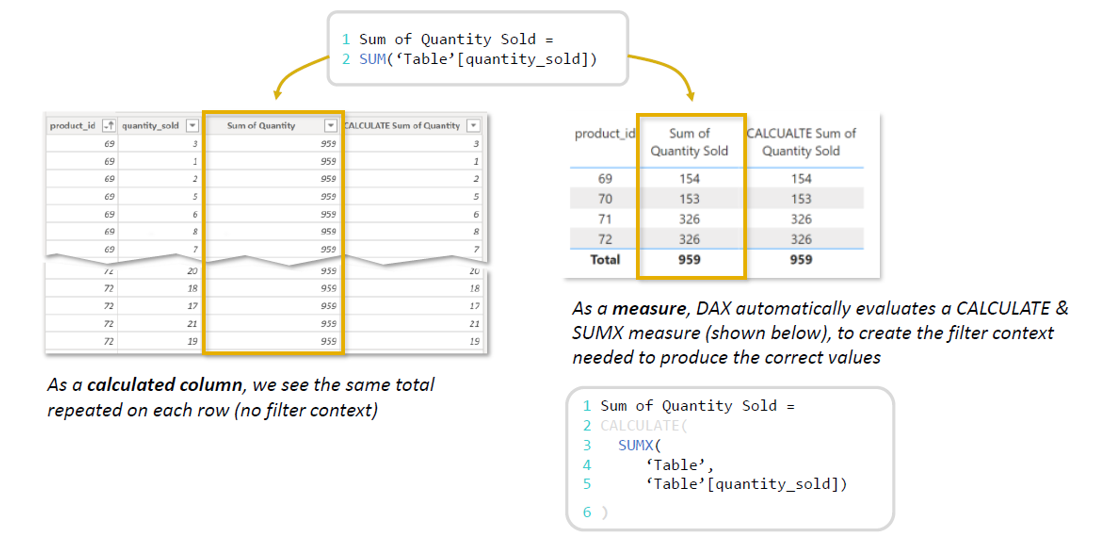 1 Sum of Quantity Sold =
2 SUM(‘Table’[quantity_sold])
product_id quantity_sold Sum of Quantity CALCULATE Sum of Quantity
69 3 959 3
69 1 959 1
69 2 959 2
69 5 959 5
69 6 959 6
69 8 959 8
69 7 959 7
72 20 959 20
72 18 959 18
72 17 959 17
72 21 959 21
72 19 959 19
As a calculated column, we see the same total
repeated on each row (no filter context)
product_id Sum of CALCUALTE Sum of
Quantity Sold Quantity Sold
69 154 154
70 153 153
71 326 326
72 326 326
Total 959 959
As a measure, DAX automatically evaluates a CALCULATE &
SUMX measure (shown below), to create the filter context
needed to produce the correct values
1 Sum of Quantity Sold =
2 CALCULATE(
3 SUMX(
4 ‘Table’,
5 ‘Table’[quantity_sold])
6 )